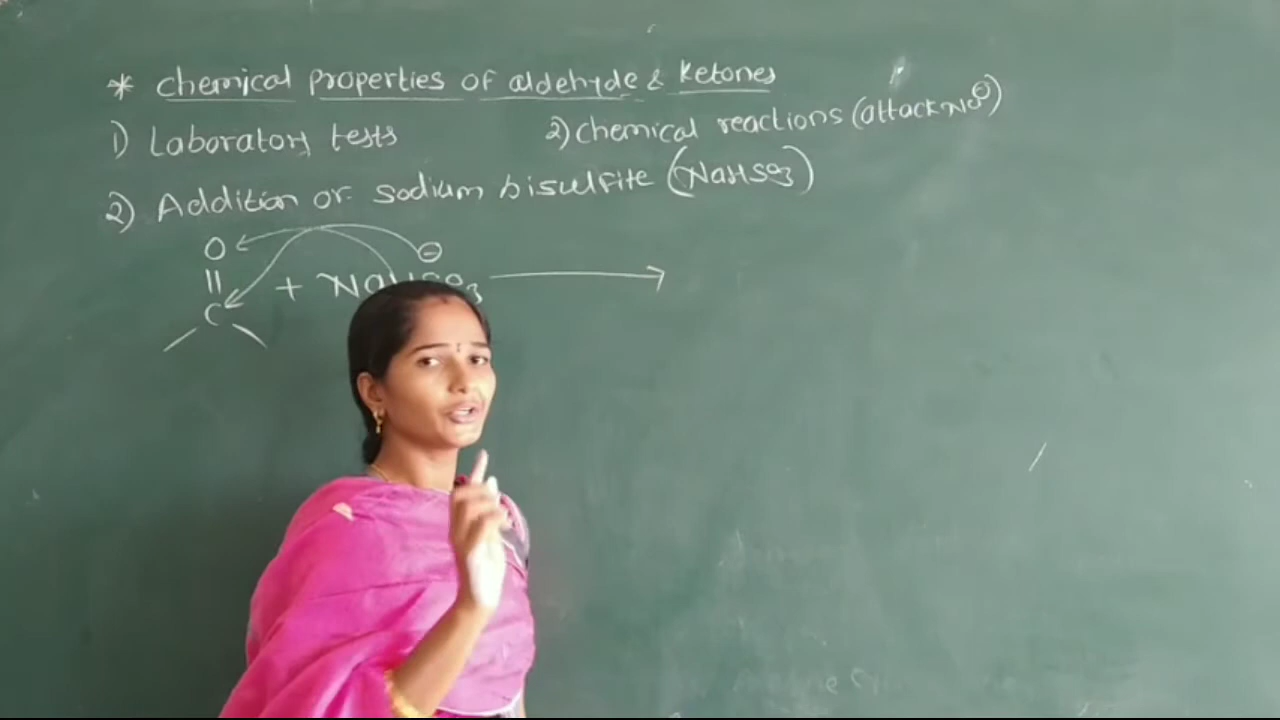 * chemical properties of aldehyde & ketones
1) Laboratory tests 2) chemical reactions (attack Nu⊖)
2) Addition of sodium bisulfite (NaHSO3)
O ⊖
||
C + NaHSO3 →